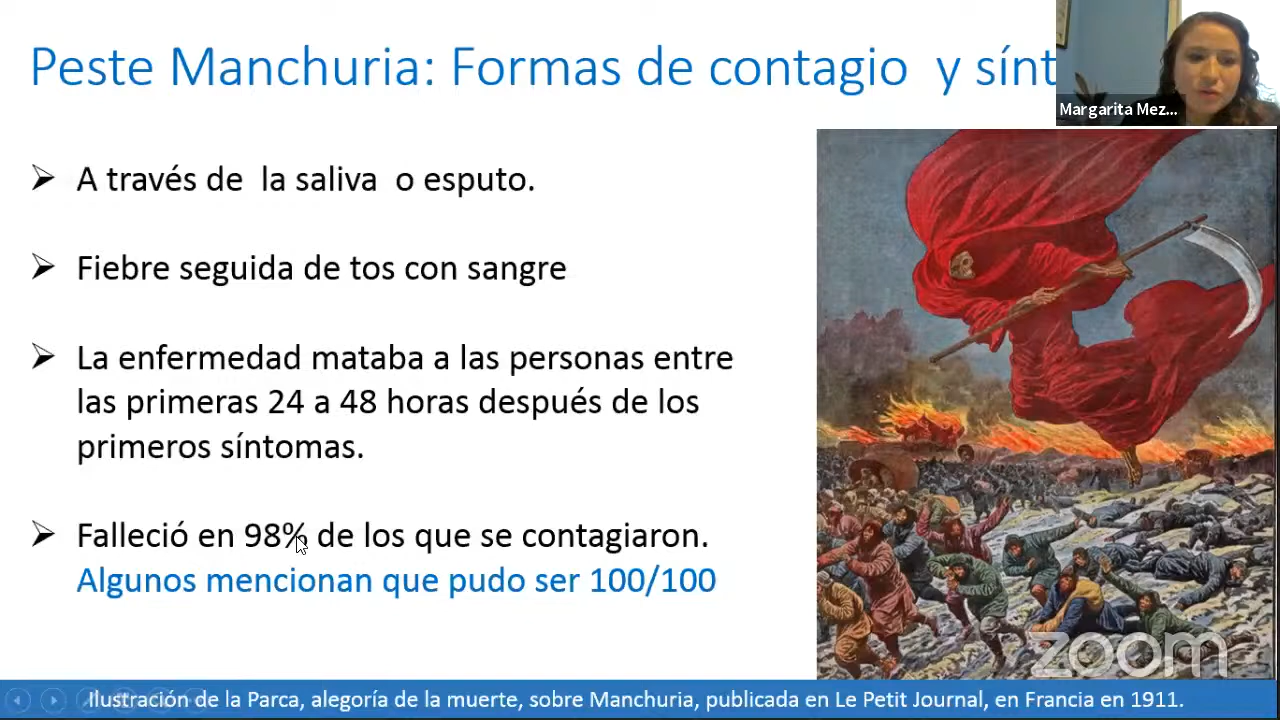 Peste Manchuria: Formas de contagio y sínt
Margarita Mez...
A través de la saliva o esputo.
Fiebre seguida de tos con sangre
La enfermedad mataba a las personas entre
las primeras 24 a 48 horas después de los
primeros síntomas.
Falleció en 98% de los que se contagiaron.
Algunos mencionan que pudo ser 100/100
zoom
Ilustración de la Parca, alegoría de la muerte, sobre Manchuria, publicada en Le Petit Journal, en Francia en 1911.